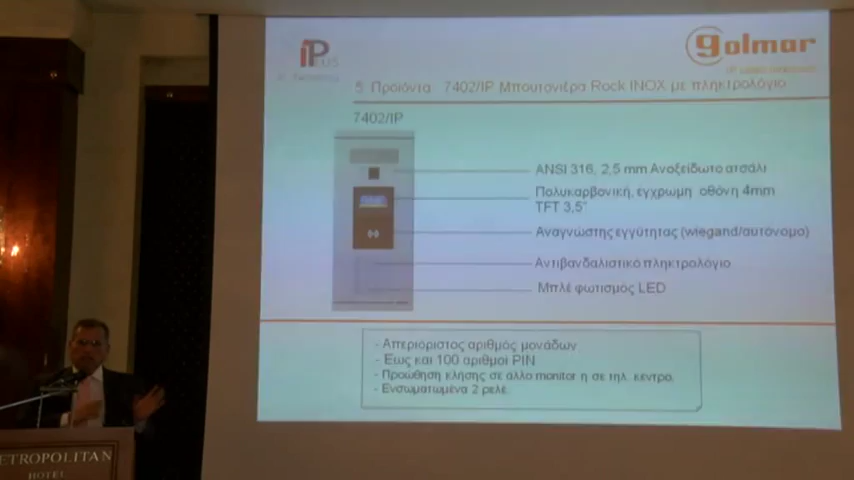 iPLUS
golmar
5. Προϊόντα: 7402/IP Μπουτονιέρα Rock INOX με πληκτρολόγιο
7402/IP
ANSI 316, 2,5 mm Ανοξείδωτο ατσάλι
Πολυκαρβονική, έγχρωμη οθόνη 4mm
TFT 3,5"
Αναγνώστης εγγύτητας (wiegand/αυτόνομο)
Αντιβανδαλιστικό πληκτρολόγιο
Μπλέ φωτισμός LED
- Απεριόριστος αριθμός μονάδων
- Έως και 100 αριθμοί PIN
- Προώθηση κλήσης σε άλλο monitor ή σε τηλ. κέντρο.
- Ενσωματωμένα 2 ρελέ
ETROPOLITAN
HOTEL